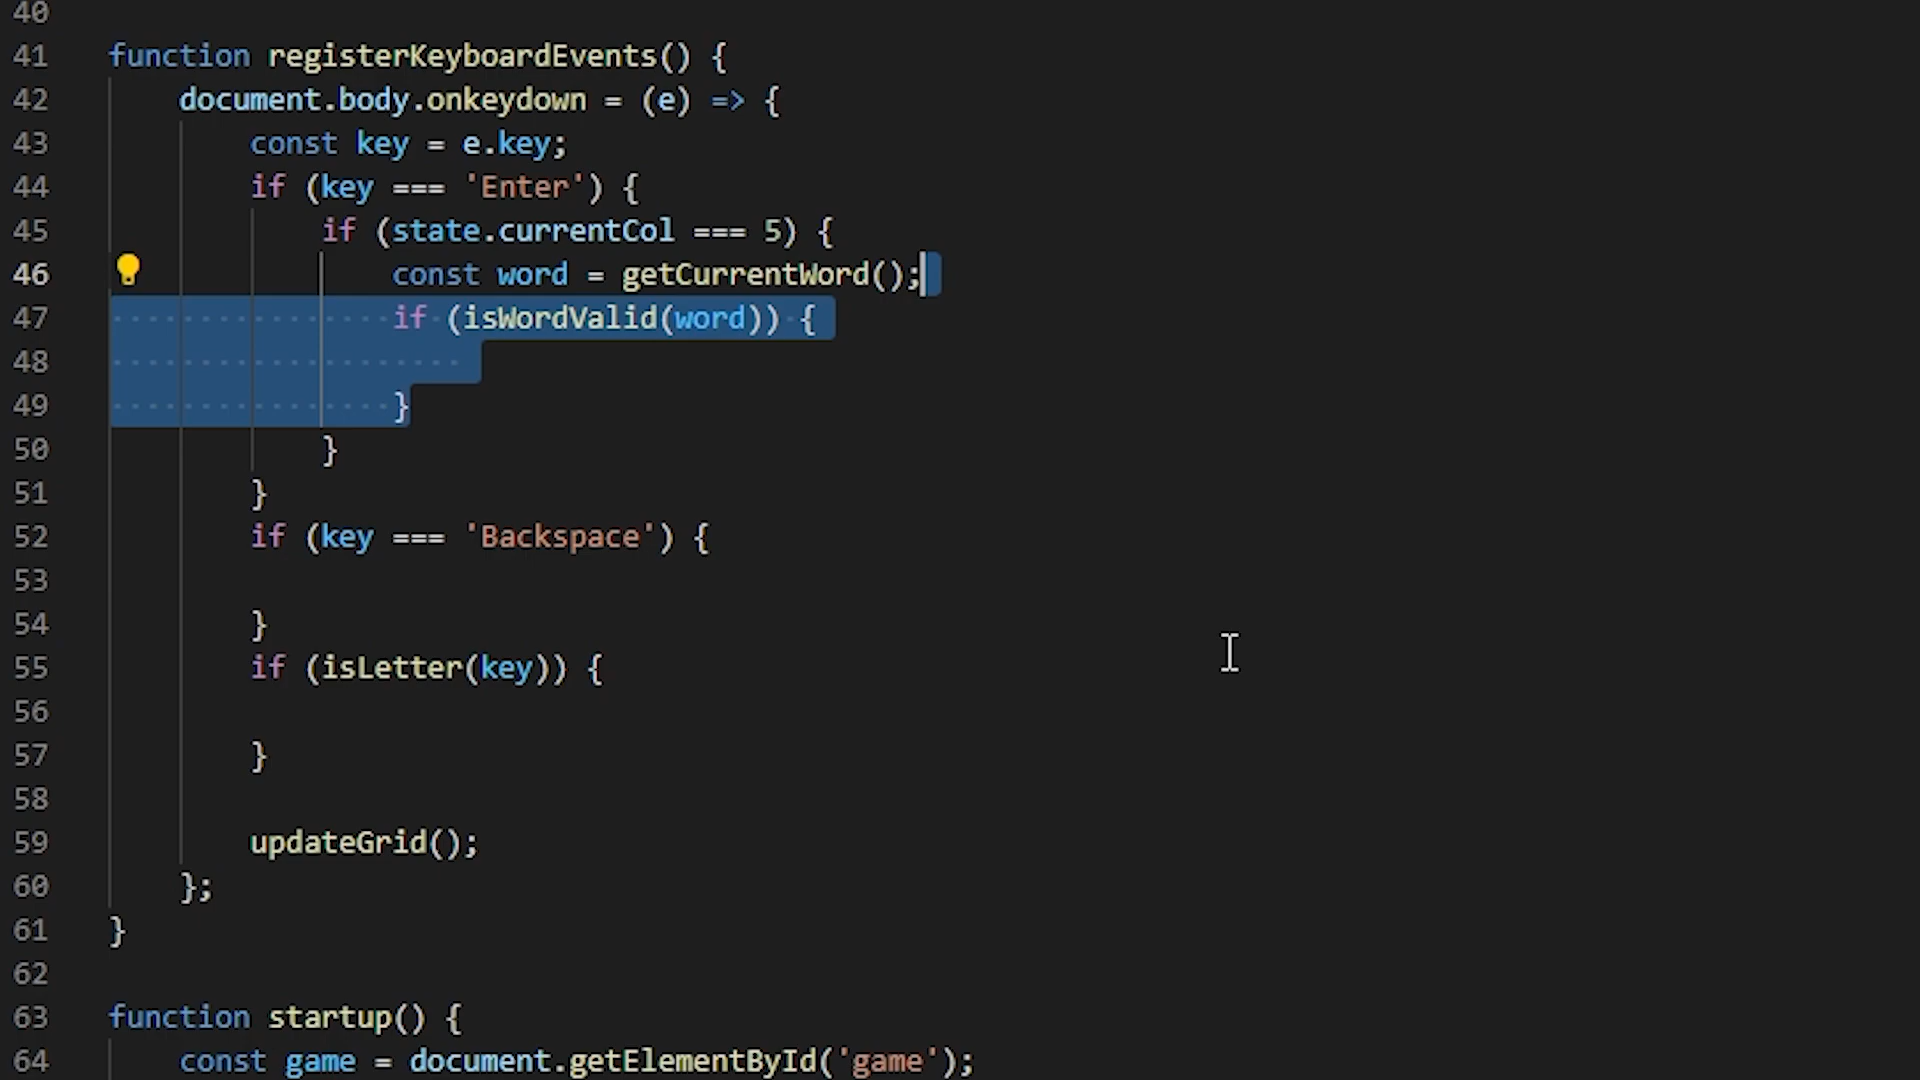 40
41 function registerKeyboardEvents() {
42     document.body.onkeydown = (e) => {
43         const key = e.key;
44         if (key === 'Enter') {
45             if (state.currentCol === 5) {
46                 const word = getCurrentWord();
47                 if (isWordValid(word)) {
48
49                 }
50             }
51         }
52         if (key === 'Backspace') {
53
54         }
55         if (isLetter(key)) {
56
57         }
58
59         updateGrid();
60     };
61 }
62
63 function startup() {
64     const game = document.getElementById('game');